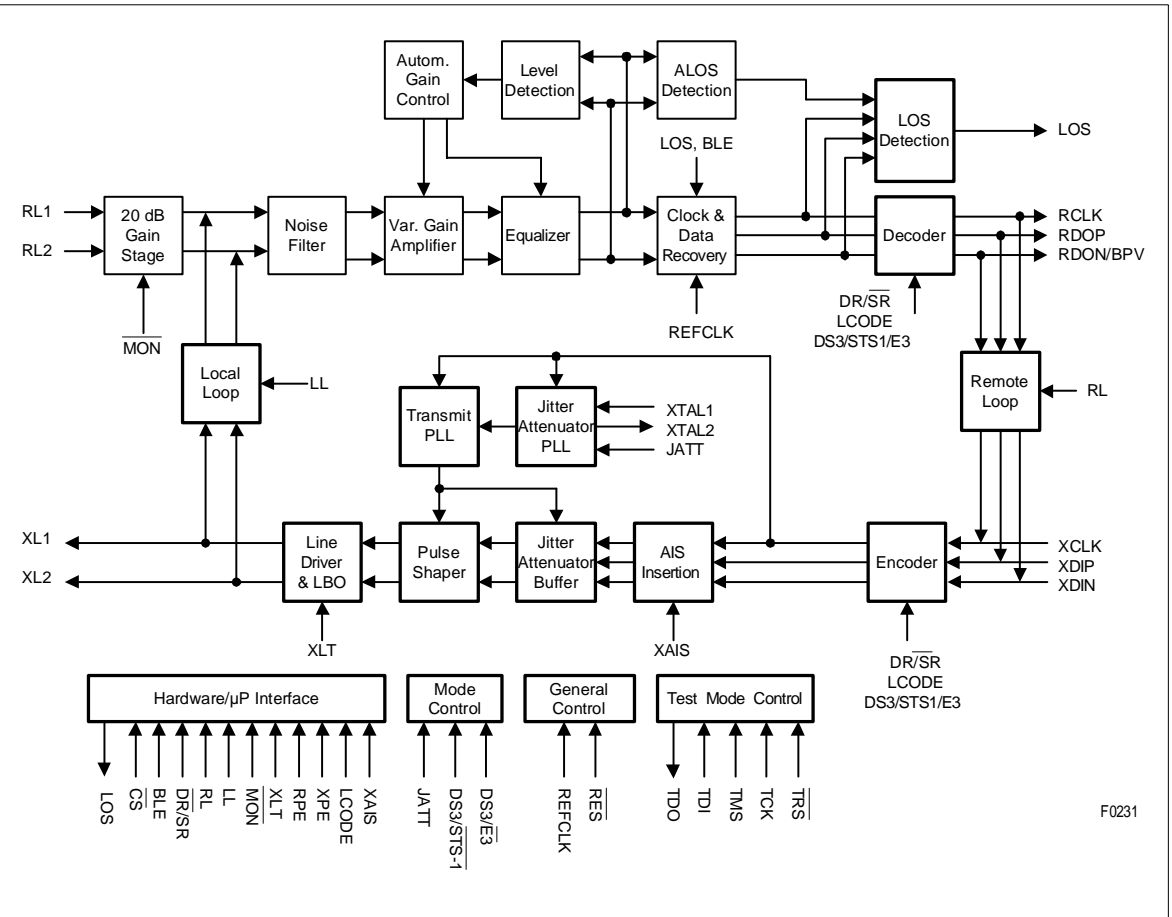 Autom.
Gain
Control
Level
Detection
ALOS
Detection
LOS
Detection
LOS
LOS, BLE
RL1
RL2
20 dB
Gain
Stage
Noise
Filter
Var. Gain
Amplifier
Equalizer
Clock &
Data
Recovery
Decoder
RCLK
RDOP
RDON/BPV
MON
REFCLK
DR/SR
LCODE
DS3/STS1/E3
Local
Loop
LL
Transmit
PLL
Jitter
Attenuator
PLL
XTAL1
XTAL2
JATT
Remote
Loop
RL
XL1
XL2
Line
Driver
& LBO
Pulse
Shaper
Jitter
Attenuator
Buffer
AIS
Insertion
Encoder
XCLK
XDIP
XDIN
XLT
XAIS
DR/SR
LCODE
DS3/STS1/E3
Hardware/µP Interface
Mode
Control
General
Control
Test Mode Control
LOS
CS
BLE
DR/SR
RL
LL
MON
XLT
RPE
XPE
LCODE
XAIS
JATT
DS3/STS-1
DS3/E3
REFCLK
RES
TDO
TDI
TMS
TCK
TRS
F0231